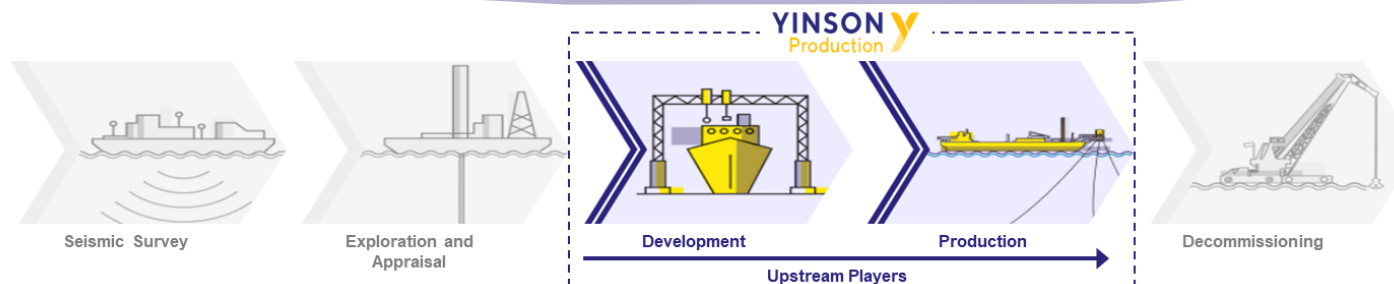 YINSON
Production
Seismic Survey
Exploration and
Appraisal
Development
Production
Decommissioning
Upstream Players